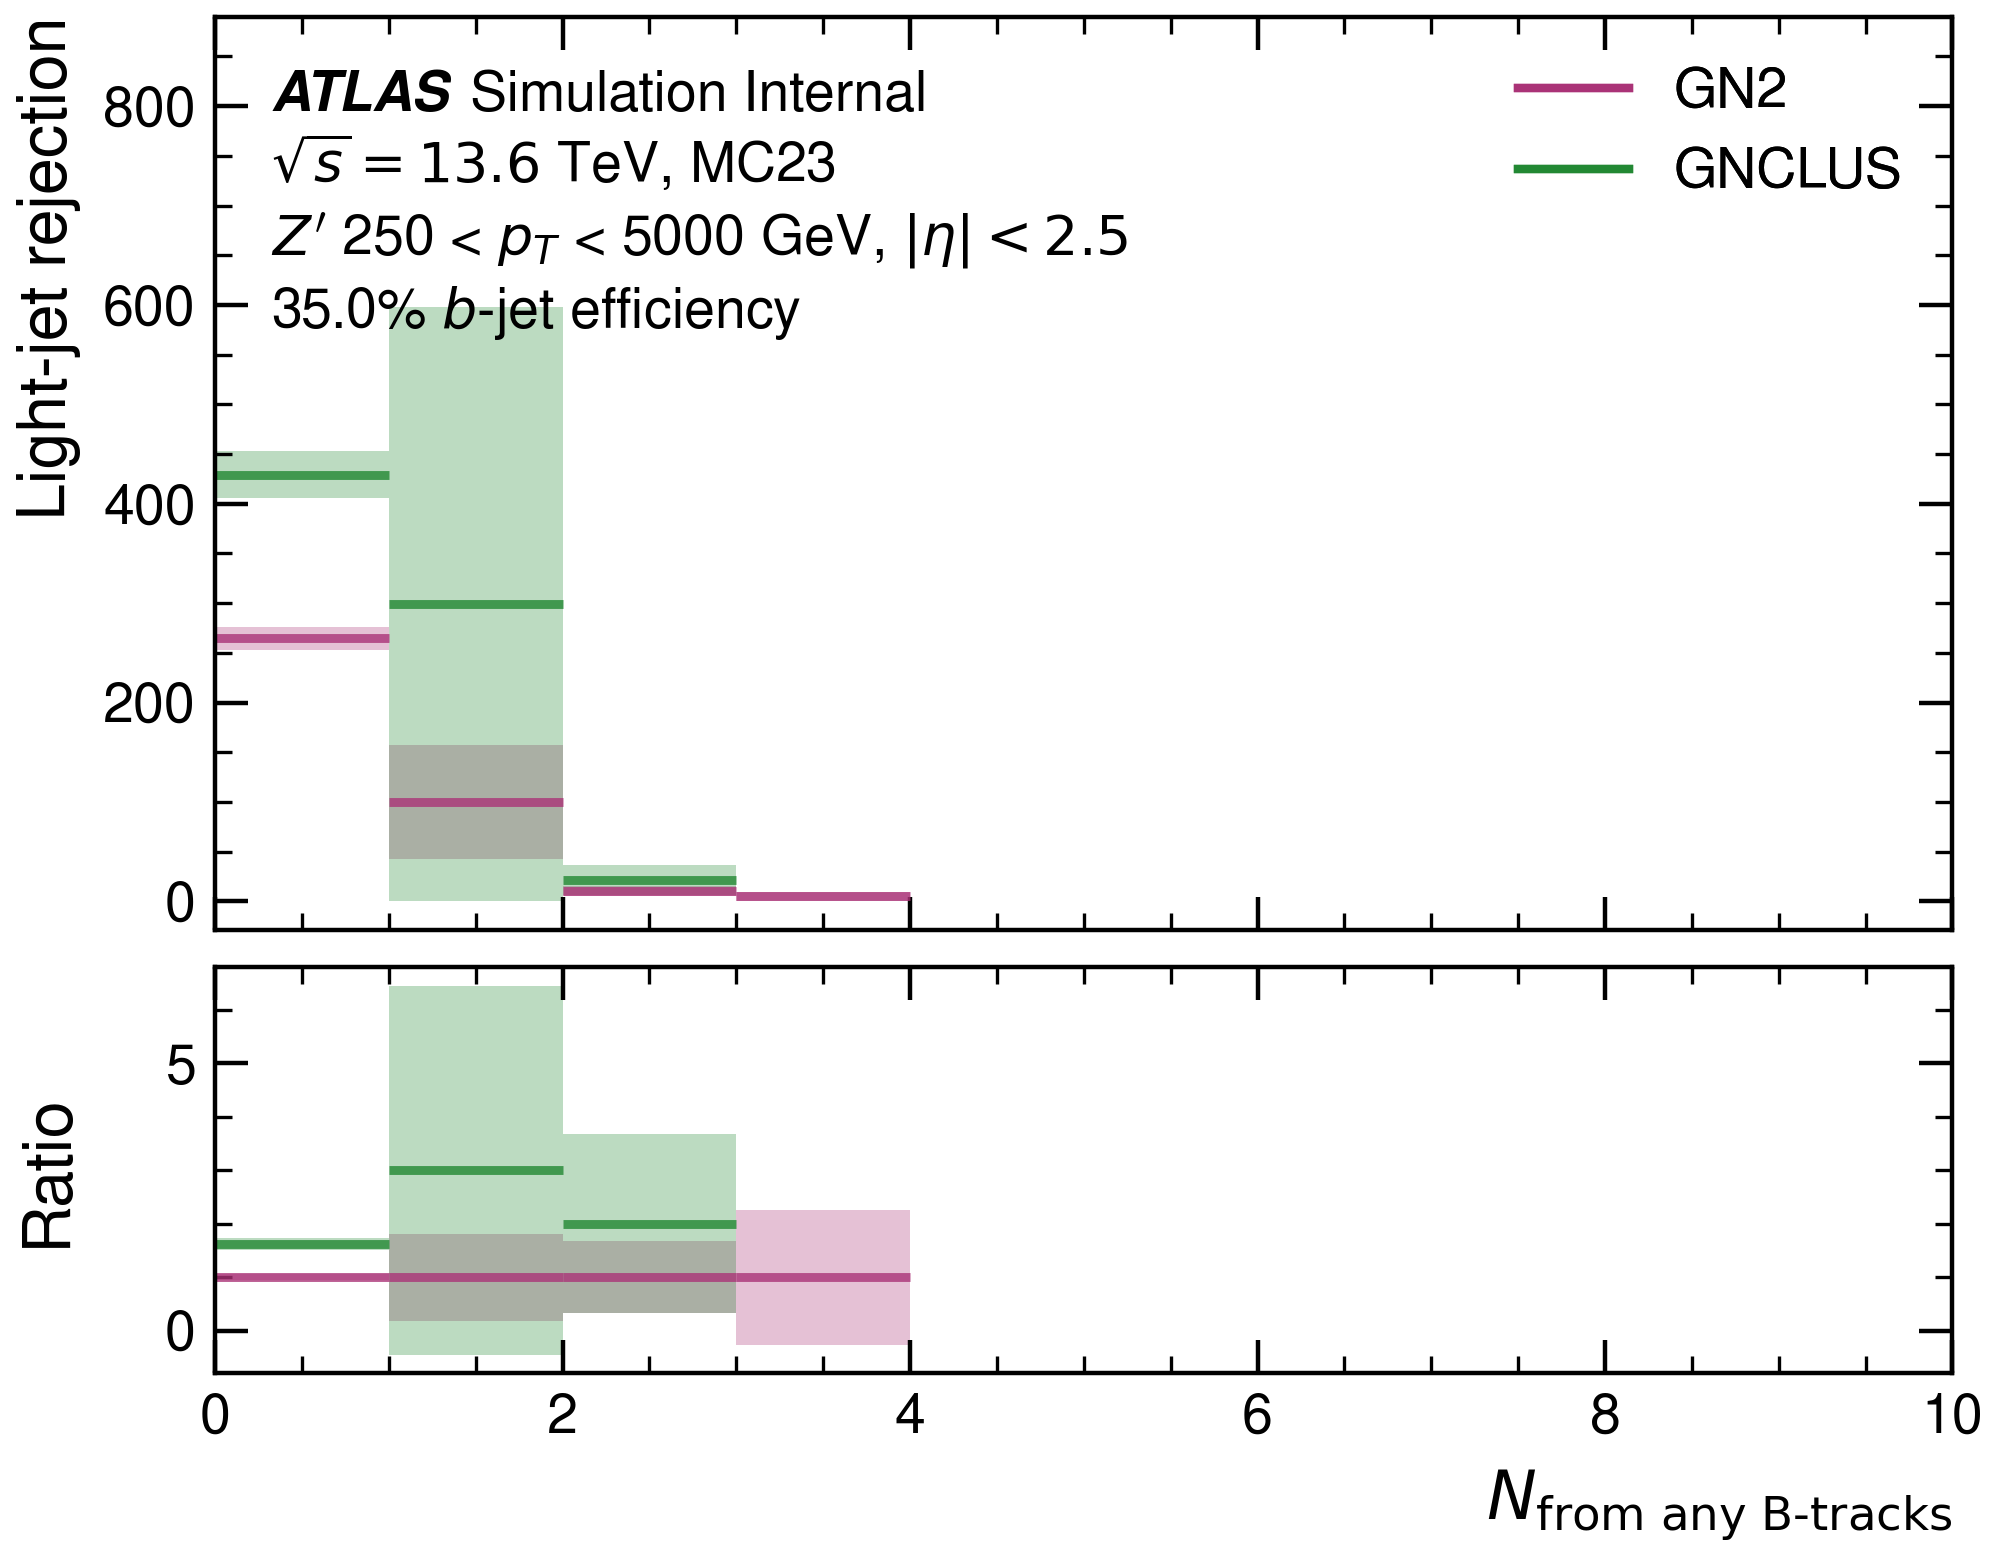 Light-jet rejection
800
600
400
200
0
ATLAS Simulation Internal
√s = 13.6 TeV, MC23
Z′ 250 < p_T < 5000 GeV, |η| < 2.5
35.0% b-jet efficiency
GN2
GNCLUS
Ratio
5
0
0 2 4 6 8 10
N_from any B-tracks